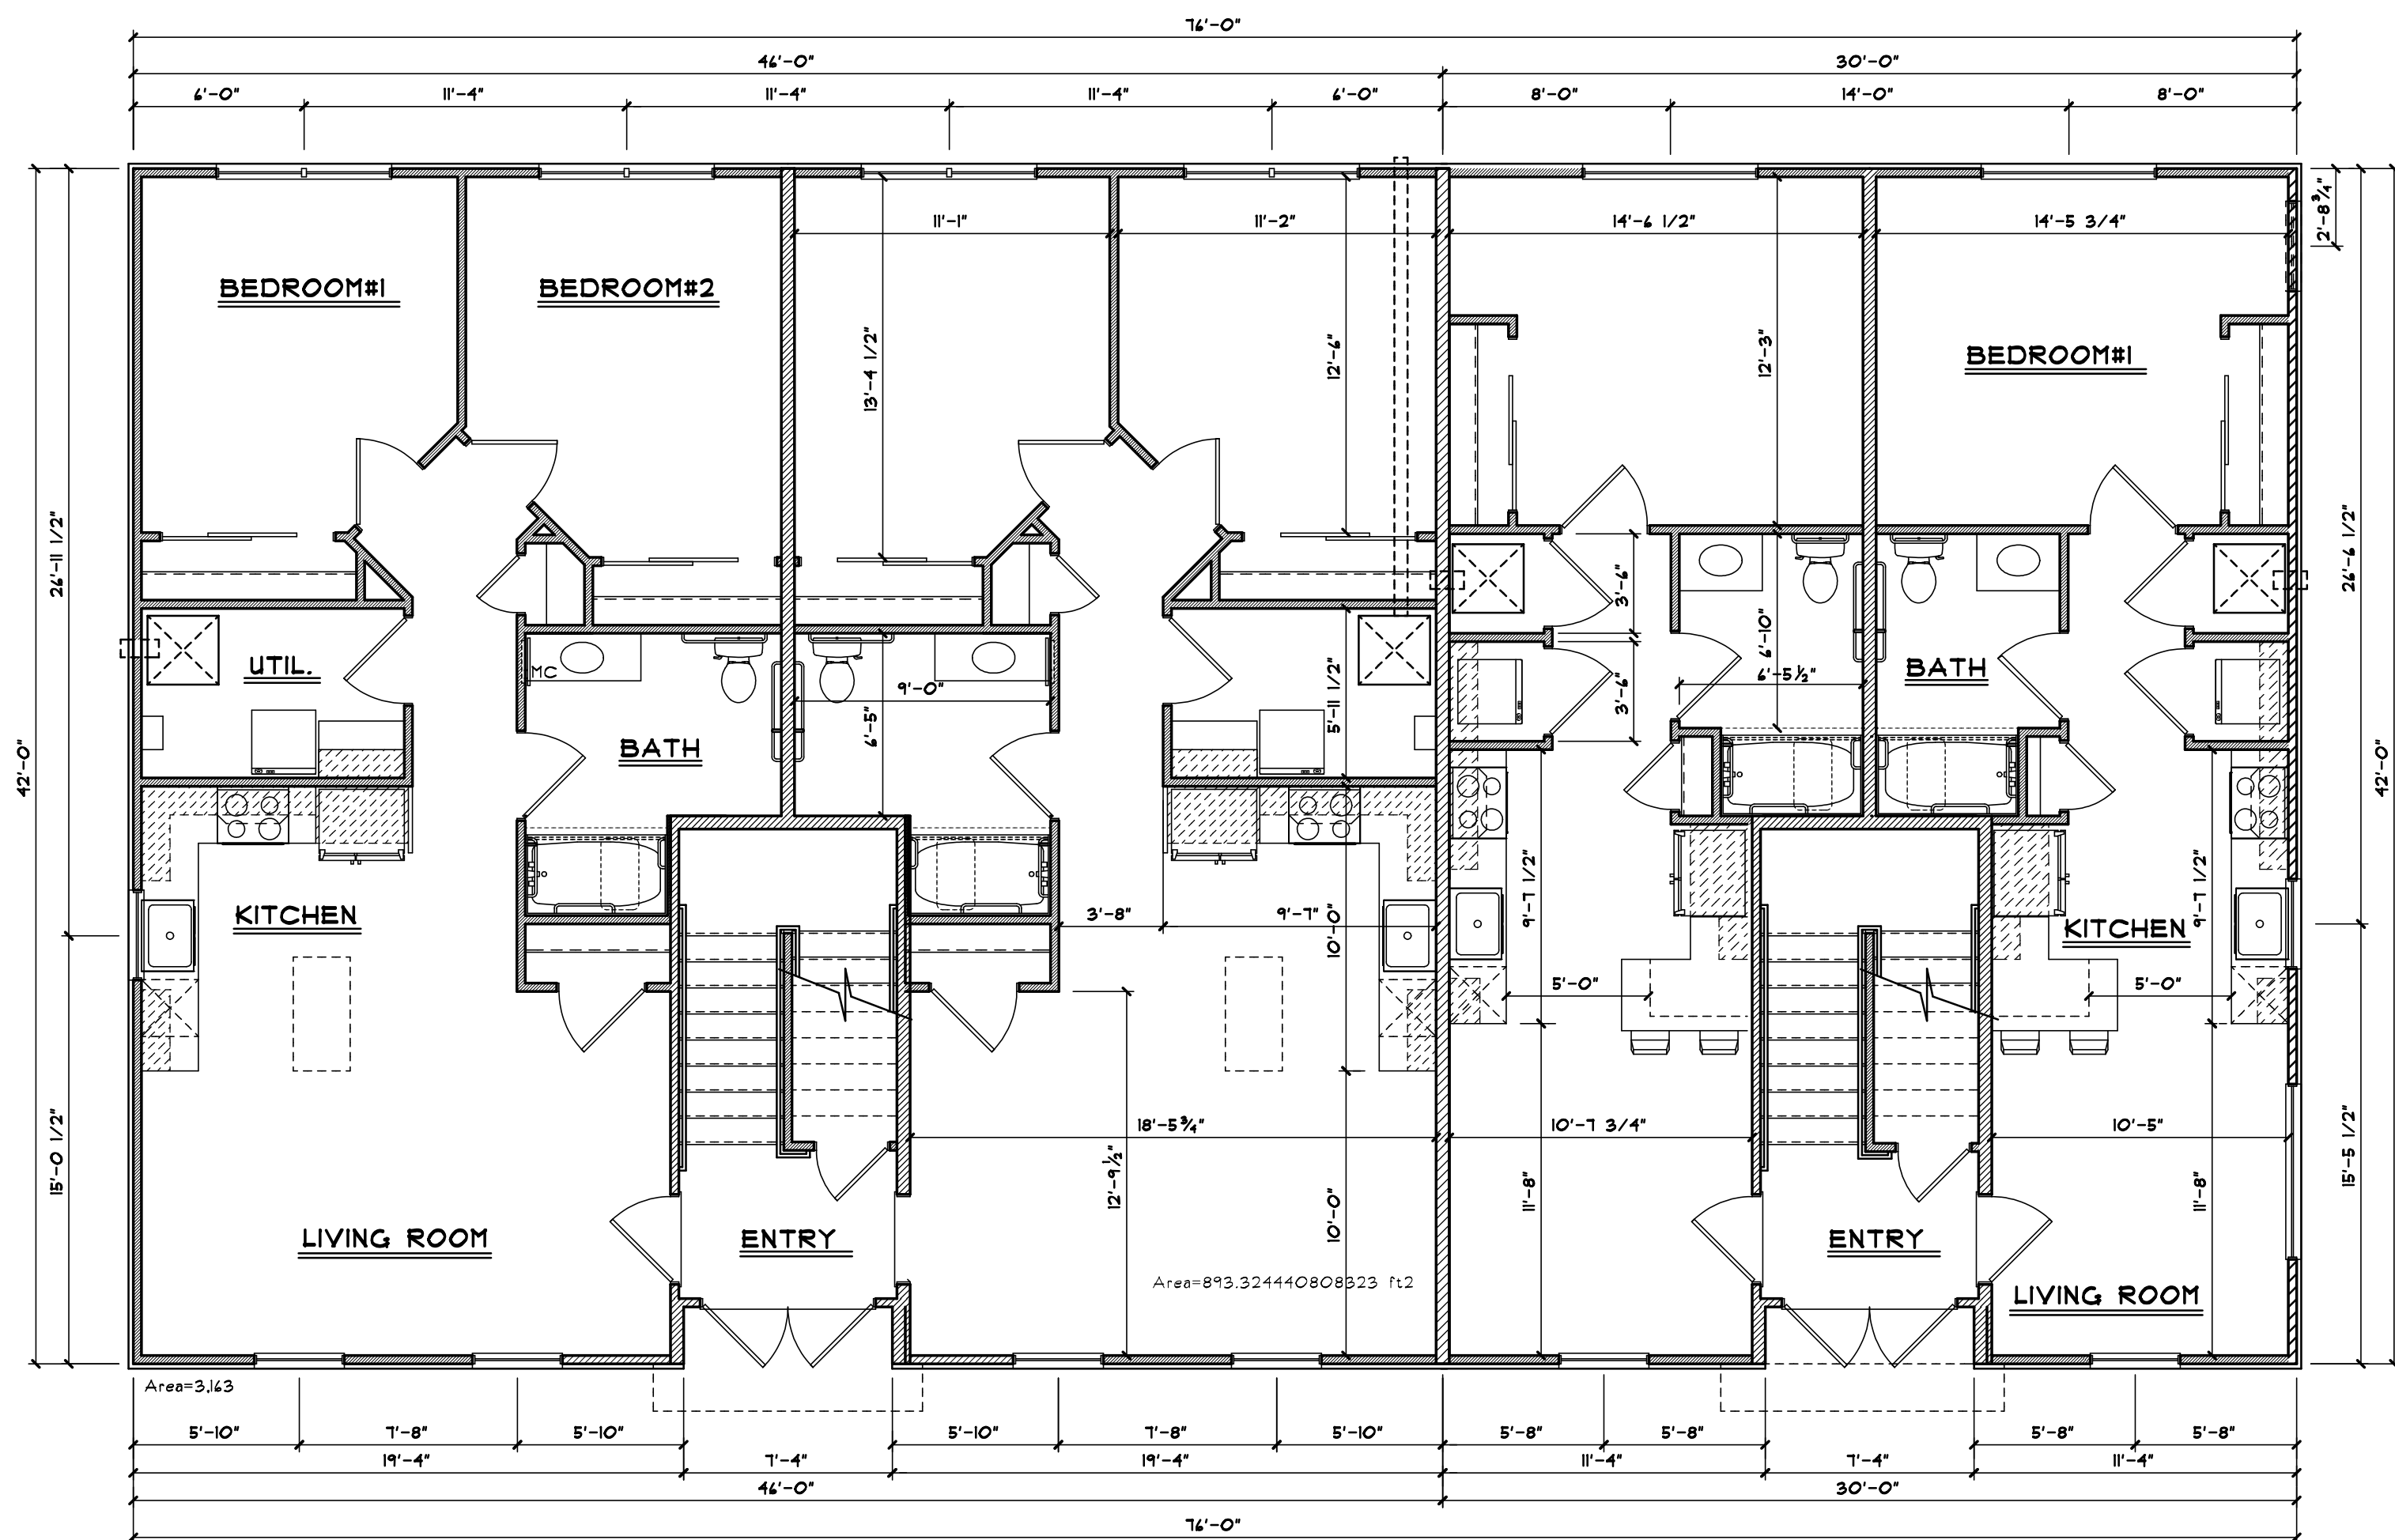 76'-0"
46'-0" 30'-0"
6'-0" 11'-4" 11'-4" 11'-4" 6'-0" 8'-0" 14'-0" 8'-0"
2'-8 3/4"
11'-1" 11'-2" 14'-6 1/2" 14'-5 3/4"
BEDROOM#1 BEDROOM#2
13'-4 1/2" 12'-6" 12'-3" BEDROOM#1
26'-11 1/2" 26'-6 1/2"
3'-6"
6'-10"
UTIL. MC 9'-0" 6'-5 1/2" BATH
5'-11 1/2" 3'-6"
6'-5"
BATH
42'-0" 42'-0"
9'-7 1/2" 9'-7 1/2"
KITCHEN 3'-8" 9'-7" KITCHEN
10'-0"
5'-0" 5'-0"
18'-5 3/4" 10'-7 3/4" 10'-5"
15'-0 1/2" 12'-9 1/2" 15'-5 1/2"
11'-8" 11'-8"
10'-0"
LIVING ROOM ENTRY ENTRY
Area=893.324440808323 ft2
LIVING ROOM
Area=3,163
5'-10" 7'-8" 5'-10" 5'-10" 7'-8" 5'-10" 5'-8" 5'-8" 5'-8" 5'-8"
19'-4" 7'-4" 19'-4" 11'-4" 7'-4" 11'-4"
46'-0" 30'-0"
76'-0"